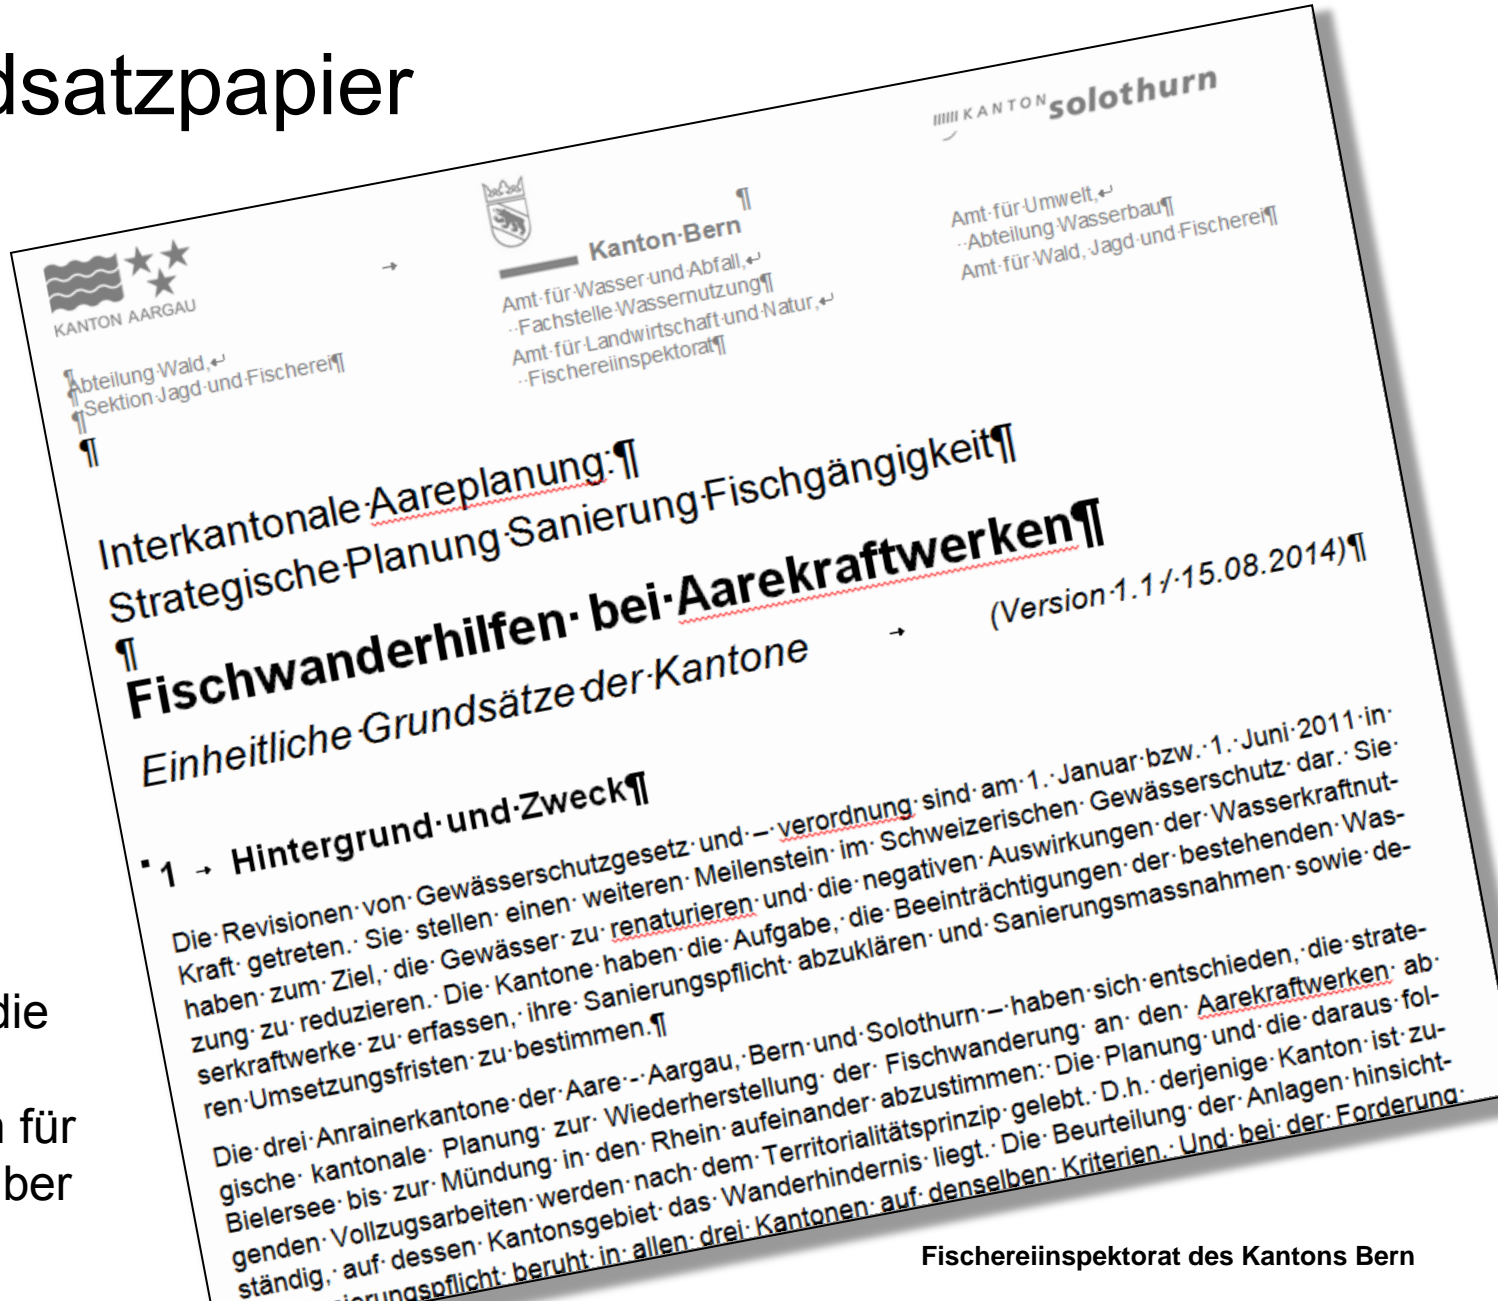 dsatzpapier
KANTON AARGAU
Abteilung Wald,
Sektion Jagd und Fischerei
Kanton Bern
Amt für Wasser und Abfall,
Fachstelle Wassernutzung
Amt für Landwirtschaft und Natur,
Fischereiinspektorat
KANTON solothurn
Amt für Umwelt,
Abteilung Wasserbau
Amt für Wald, Jagd und Fischerei
Interkantonale Aareplanung:
Strategische Planung Sanierung Fischgängigkeit
Fischwanderhilfen bei Aarekraftwerken
Einheitliche Grundsätze der Kantone (Version 1.1 / 15.08.2014)
1 Hintergrund und Zweck
Die Revisionen von Gewässerschutzgesetz und – verordnung sind am 1. Januar bzw. 1. Juni 2011 in
Kraft getreten. Sie stellen einen weiteren Meilenstein im Schweizerischen Gewässerschutz dar. Sie
haben zum Ziel, die Gewässer zu renaturieren und die negativen Auswirkungen der Wasserkraftnut-
zung zu reduzieren. Die Kantone haben die Aufgabe, die Beeinträchtigungen der bestehenden Was-
serkraftwerke zu erfassen, ihre Sanierungspflicht abzuklären und Sanierungsmassnahmen sowie de-
ren Umsetzungsfristen zu bestimmen.
Die drei Anrainerkantone der Aare - Aargau, Bern und Solothurn – haben sich entschieden, die strate-
gische kantonale Planung zur Wiederherstellung der Fischwanderung an den Aarekraftwerken ab
Bielersee bis zur Mündung in den Rhein aufeinander abzustimmen: Die Planung und die daraus fol-
genden Vollzugsarbeiten werden nach dem Territorialitätsprinzip gelebt. D.h. derjenige Kanton ist zu-
ständig, auf dessen Kantonsgebiet das Wanderhindernis liegt. Die Beurteilung der Anlagen hinsicht-
ierungspflicht beruht in allen drei Kantonen auf denselben Kriterien. Und bei der Forderung
die
für
ber
Fischereiinspektorat des Kantons Bern